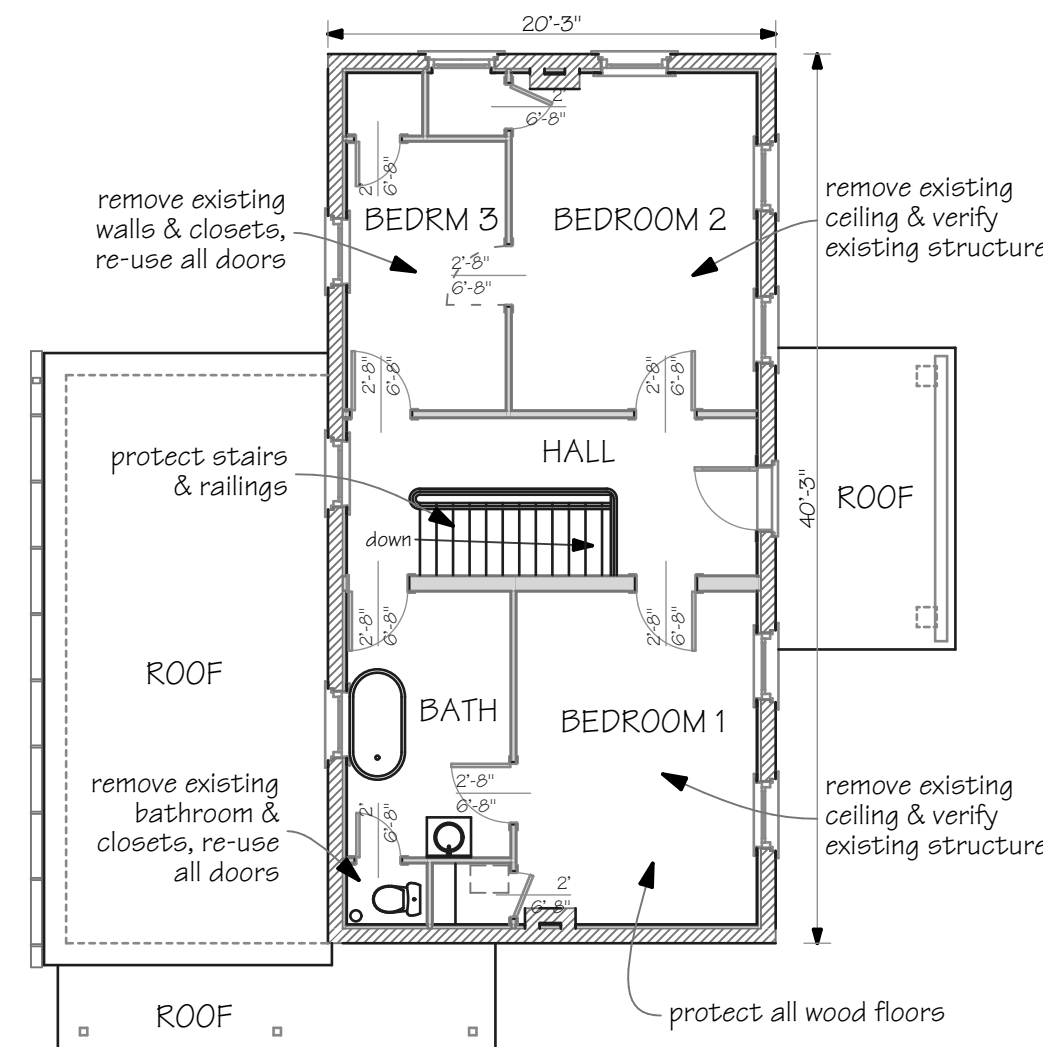 20'-3"
2'
6'-8"
2'
6'-8"
remove existing
walls & closets,
re-use all doors
BEDRM 3
BEDROOM 2
remove existing
ceiling & verify
existing structure
2'-8"
6'-8"
2'-8"
6'-8"
2'-8"
6'-8"
HALL
protect stairs
& railings
down
40'-3"
ROOF
2'-8"
6'-8"
2'-8"
6'-8"
ROOF
BATH
BEDROOM 1
remove existing
bathroom &
closets, re-use
all doors
2'-8"
6'-8"
2'
6'-8"
remove existing
ceiling & verify
existing structure
2'
6'-8"
ROOF
protect all wood floors